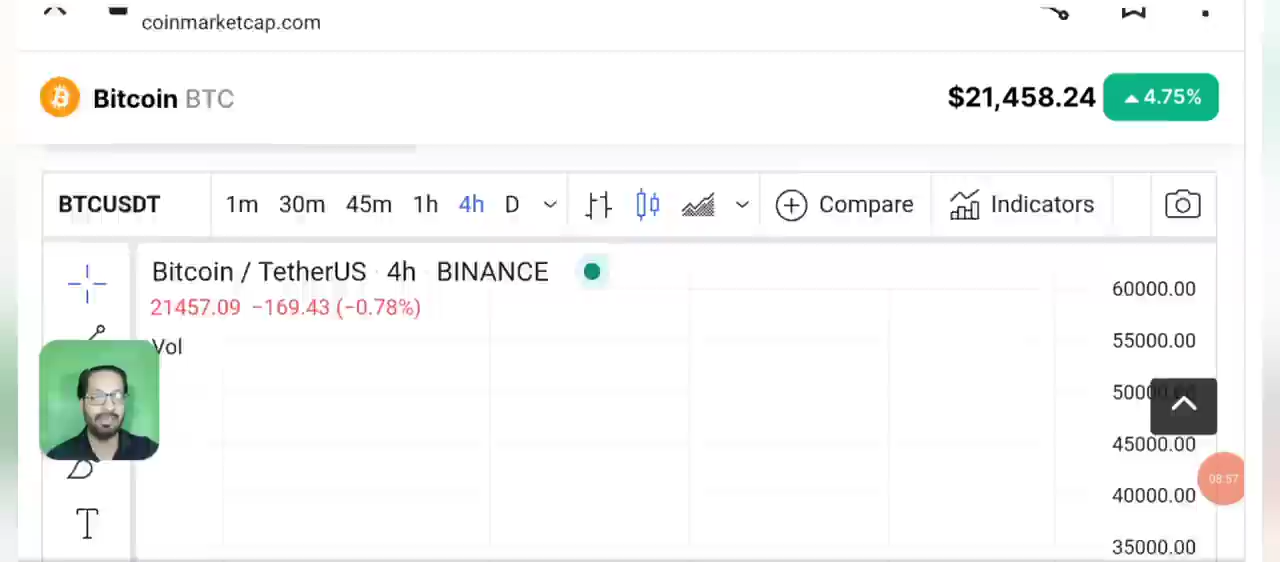 coinmarketcap.com
Bitcoin BTC
$21,458.24 4.75%
BTCUSDT 1m 30m 45m 1h 4h D Compare Indicators
Bitcoin / TetherUS · 4h · BINANCE
21457.09 −169.43 (−0.78%)
Vol
60000.00
55000.00
45000.00
40000.00
35000.00
08:57
T